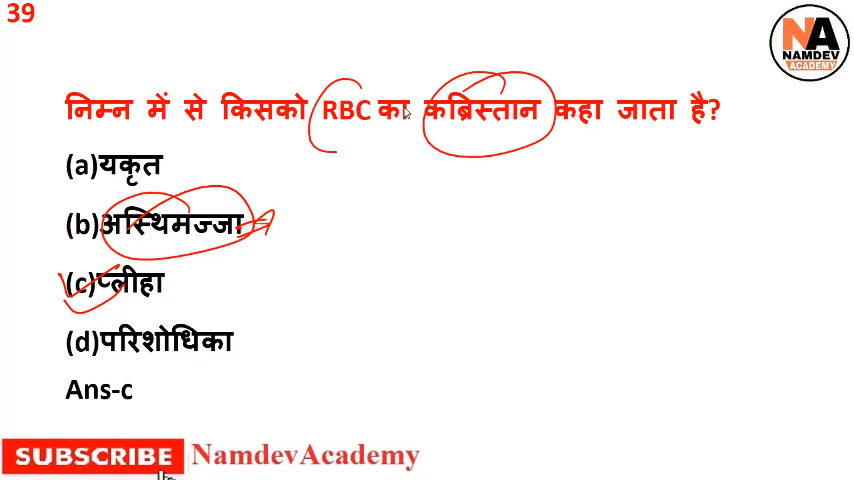 39
NA
NAMDEV
ACADEMY
निम्न में से किसको RBC का कब्रिस्तान कहा जाता है?
(a)यकृत
(b)अस्थिमज्जा
(c)प्लीहा
(d)परिशोधिका
Ans-c
SUBSCRIBE NamdevAcademy